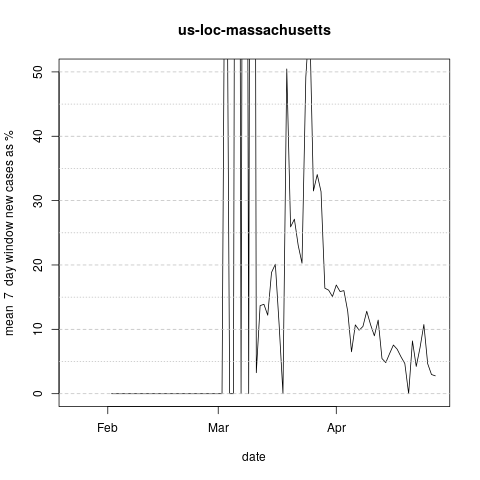 us-loc-massachusetts
mean 7 day window new cases as %
50
40
30
20
10
0
Feb
Mar
Apr
date